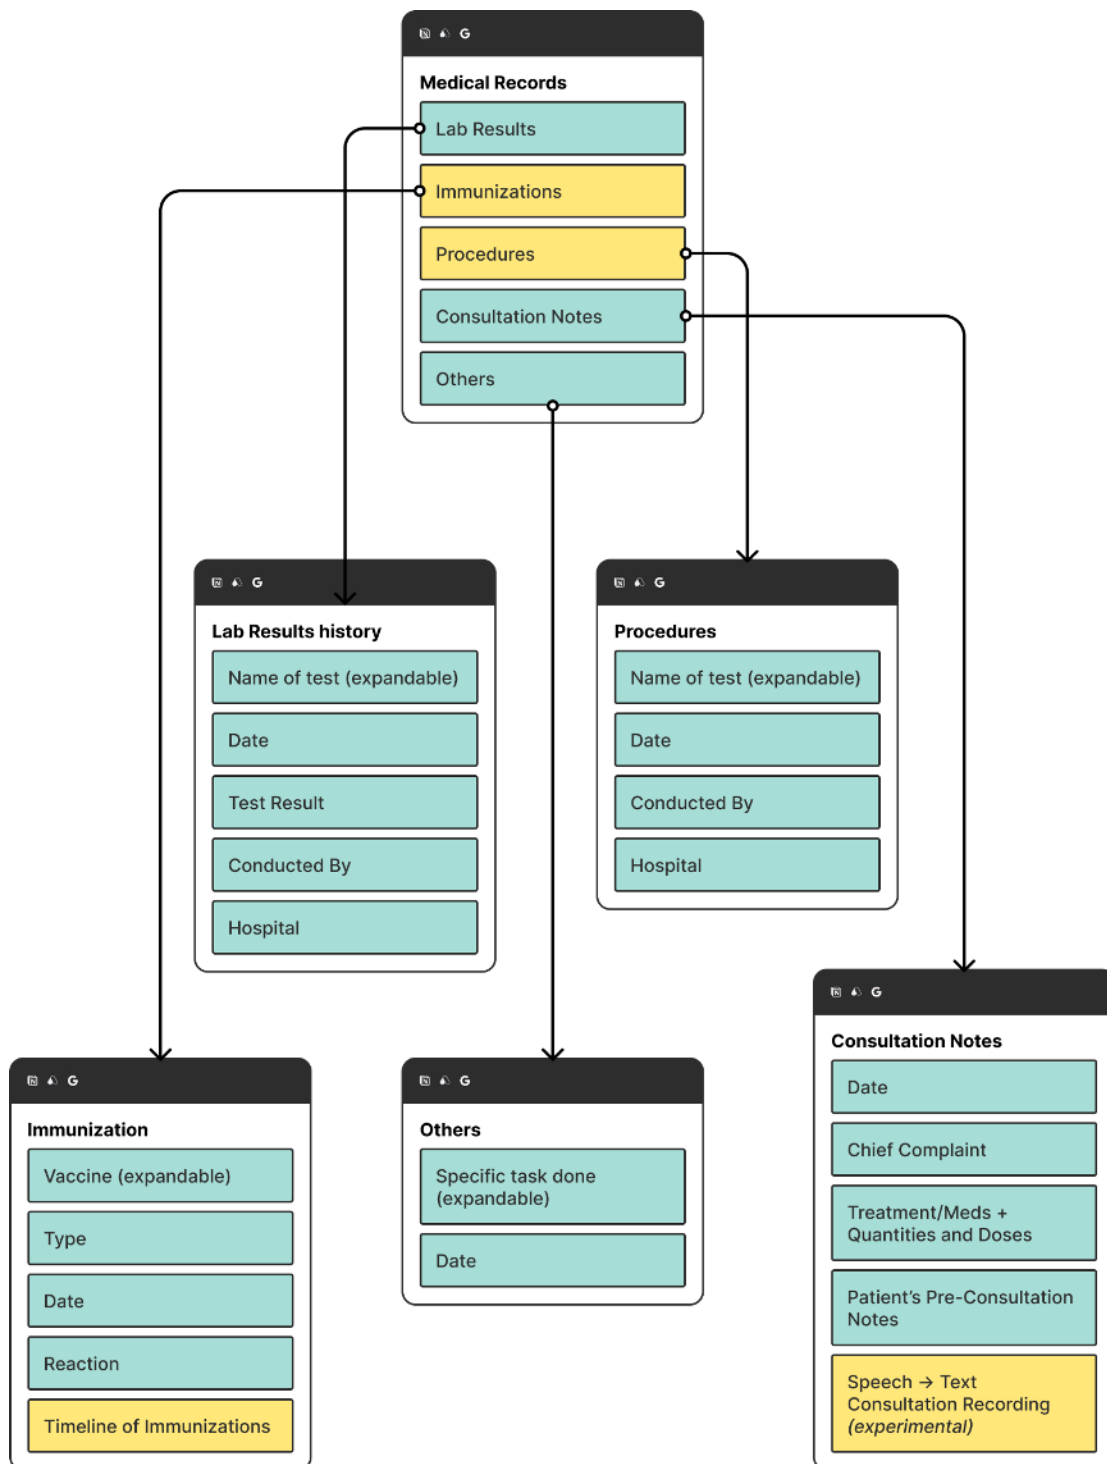 Medical Records
Lab Results
Immunizations
Procedures
Consultation Notes
Others
Lab Results history
Name of test (expandable)
Date
Test Result
Conducted By
Hospital
Procedures
Name of test (expandable)
Date
Conducted By
Hospital
Immunization
Vaccine (expandable)
Type
Date
Reaction
Timeline of Immunizations
Others
Specific task done
(expandable)
Date
Consultation Notes
Date
Chief Complaint
Treatment/Meds +
Quantities and Doses
Patient’s Pre-Consultation
Notes
Speech → Text
Consultation Recording
(experimental)